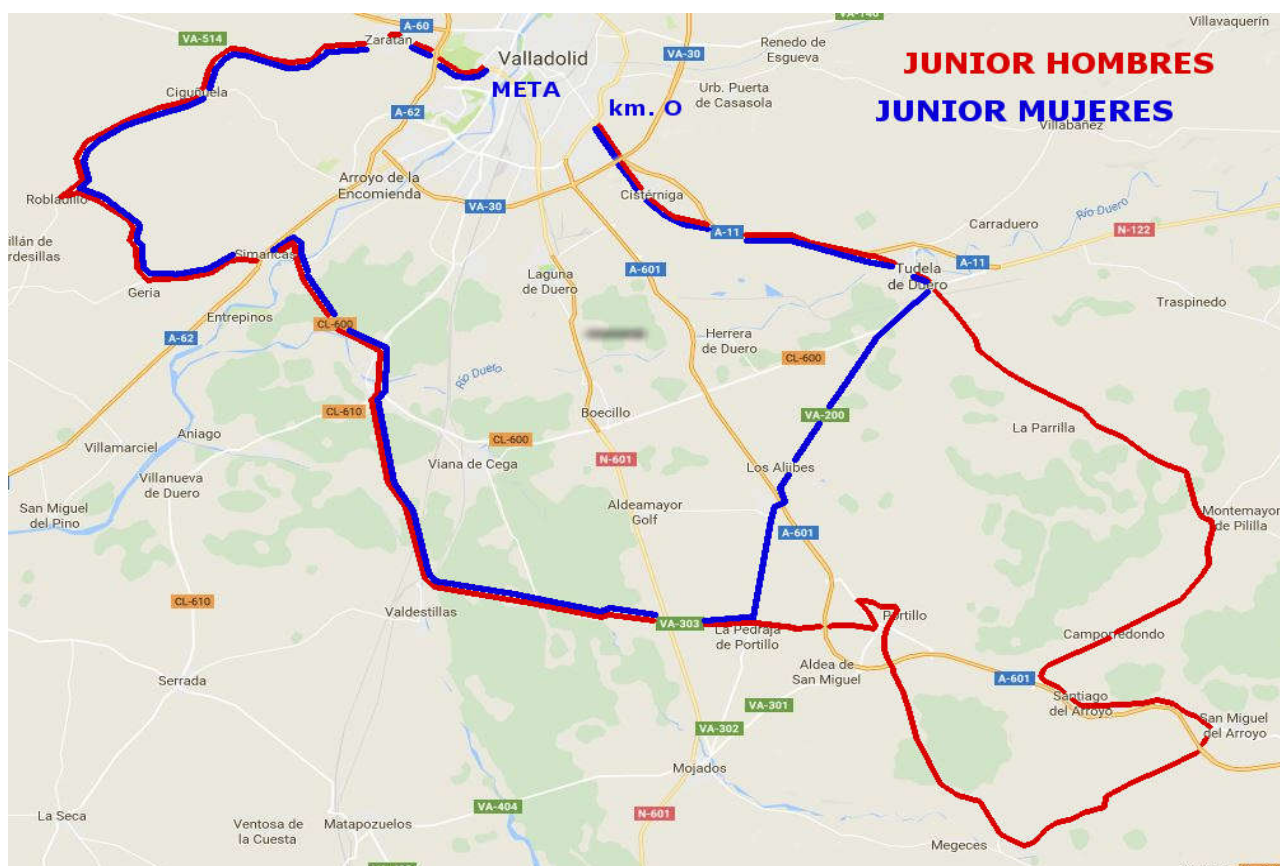 VA-140
Villavaquerín
VA-514
A-60
Zaratán
Valladolid
VA-30
Renedo de
Esgueva
JUNIOR HOMBRES
META
km. O
Urb. Puerta
de Casasola
JUNIOR MUJERES
Ciguñuela
A-62
Villabáñez
Arroyo de la
Encomienda
Robladillo
VA-30
Cistérniga
Carraduero
Río Duero
A-11
N-122
Simancas
A-601
Tudela
de Duero
A-11
Geria
Laguna
de Duero
Traspinedo
Entrepinos
CL-600
A-62
Herrera
de Duero
CL-600
Río Duero
CL-610
Boecillo
VA-200
La Parrilla
Villamarciel
Aniago
CL-600
Viana de Cega
N-601
Los Aljibes
Villanueva
de Duero
San Miguel
del Pino
Aldeamayor
Golf
A-601
Montemayor
de Pililla
CL-610
Valdestillas
VA-303
La Pedraja
de Portillo
Portillo
Camporredondo
Aldea de
San Miguel
A-601
Serrada
Santiago
del Arroyo
VA-301
VA-302
San Miguel
del Arroyo
Mojados
La Seca
VA-404
N-601
Ventosa de
la Cuesta
Matapozuelos
Megeces